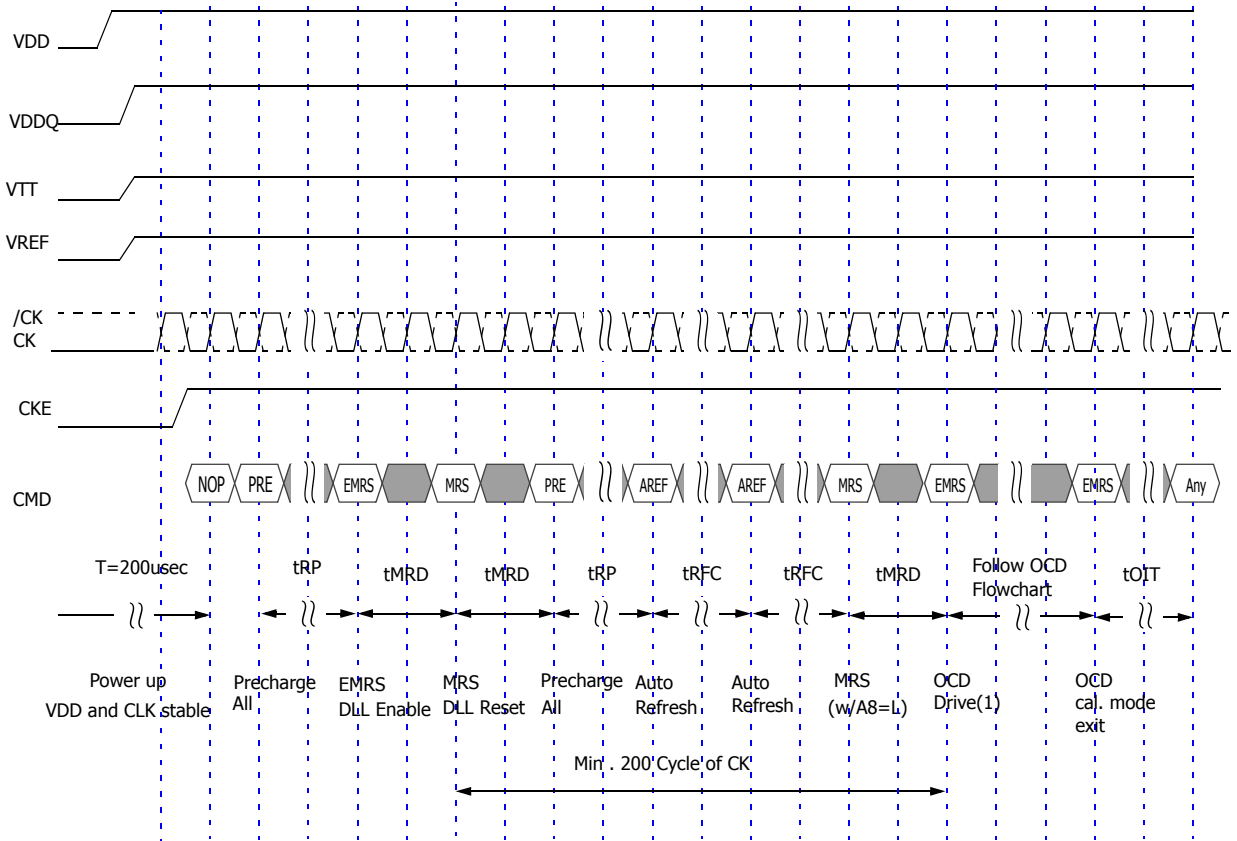 VDD
VDDQ
VTT
VREF
/CK
CK
CKE
CMD
NOP
PRE
EMRS
MRS
PRE
AREF
AREF
MRS
EMRS
EMRS
Any
T=200usec
tRP
tMRD
tMRD
tRP
tRFC
tRFC
tMRD
Follow OCD
Flowchart
tOIT
Power up
VDD and CLK stable
Precharge
All
EMRS
DLL Enable
MRS
DLL Reset
Precharge
All
Auto
Refresh
Auto
Refresh
MRS
(w/A8=L)
OCD
Drive(1)
OCD
cal. mode
exit
Min . 200 Cycle of CK